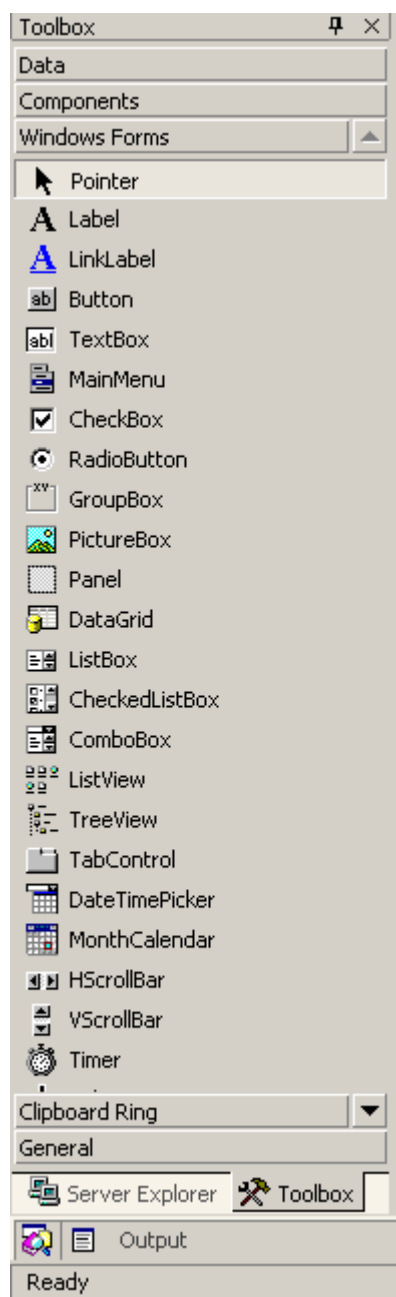 Toolbox
Data
Components
Windows Forms
Pointer
A Label
A LinkLabel
ab Button
abl TextBox
MainMenu
CheckBox
RadioButton
XY GroupBox
PictureBox
Panel
DataGrid
ListBox
CheckedListBox
ComboBox
ListView
TreeView
TabControl
DateTimePicker
MonthCalendar
HScrollBar
VScrollBar
Timer
Clipboard Ring
General
Server Explorer Toolbox
Output
Ready